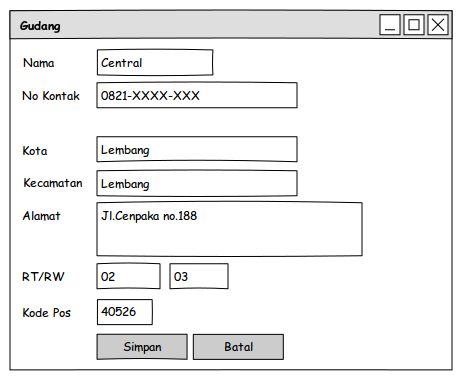 Gudang
Nama Central
No Kontak 0821-XXXX-XXX
Kota Lembang
Kecamatan Lembang
Alamat Jl.Cenpaka no.188
RT/RW 02 03
Kode Pos 40526
Simpan Batal